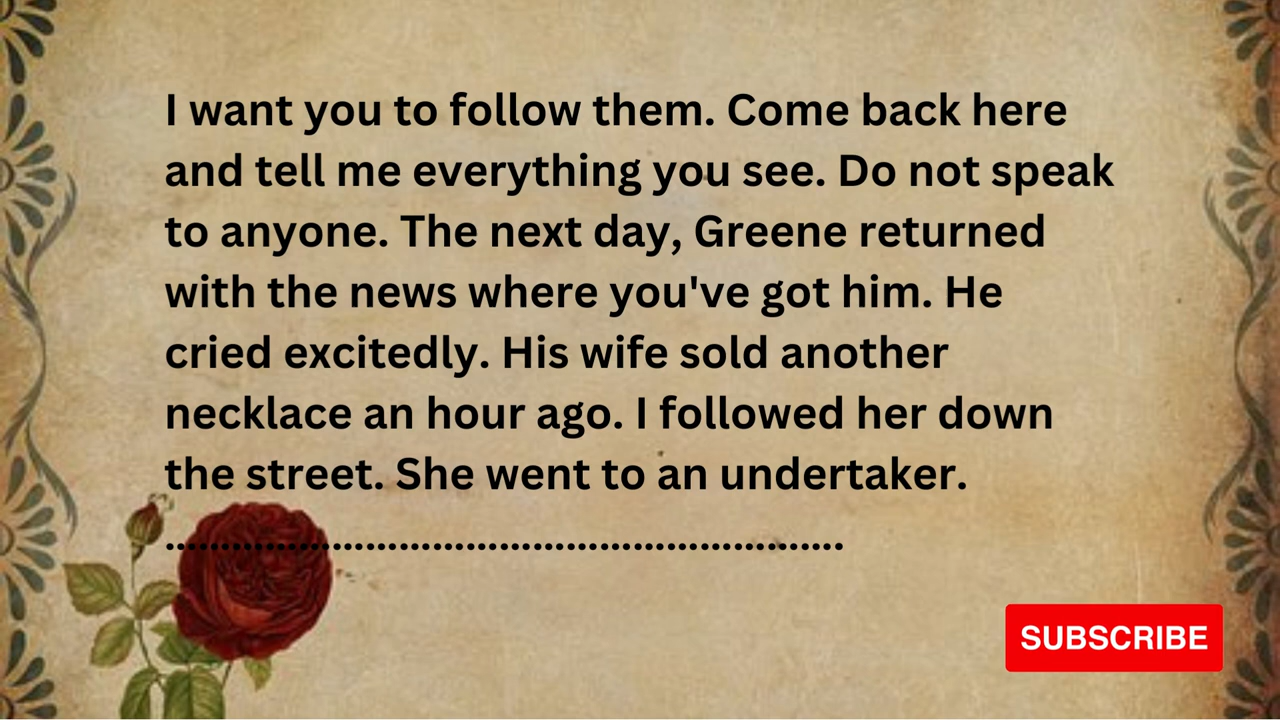 I want you to follow them. Come back here
and tell me everything you see. Do not speak
to anyone. The next day, Greene returned
with the news where you've got him. He
cried excitedly. His wife sold another
necklace an hour ago. I followed her down
the street. She went to an undertaker.
..............................................................
SUBSCRIBE